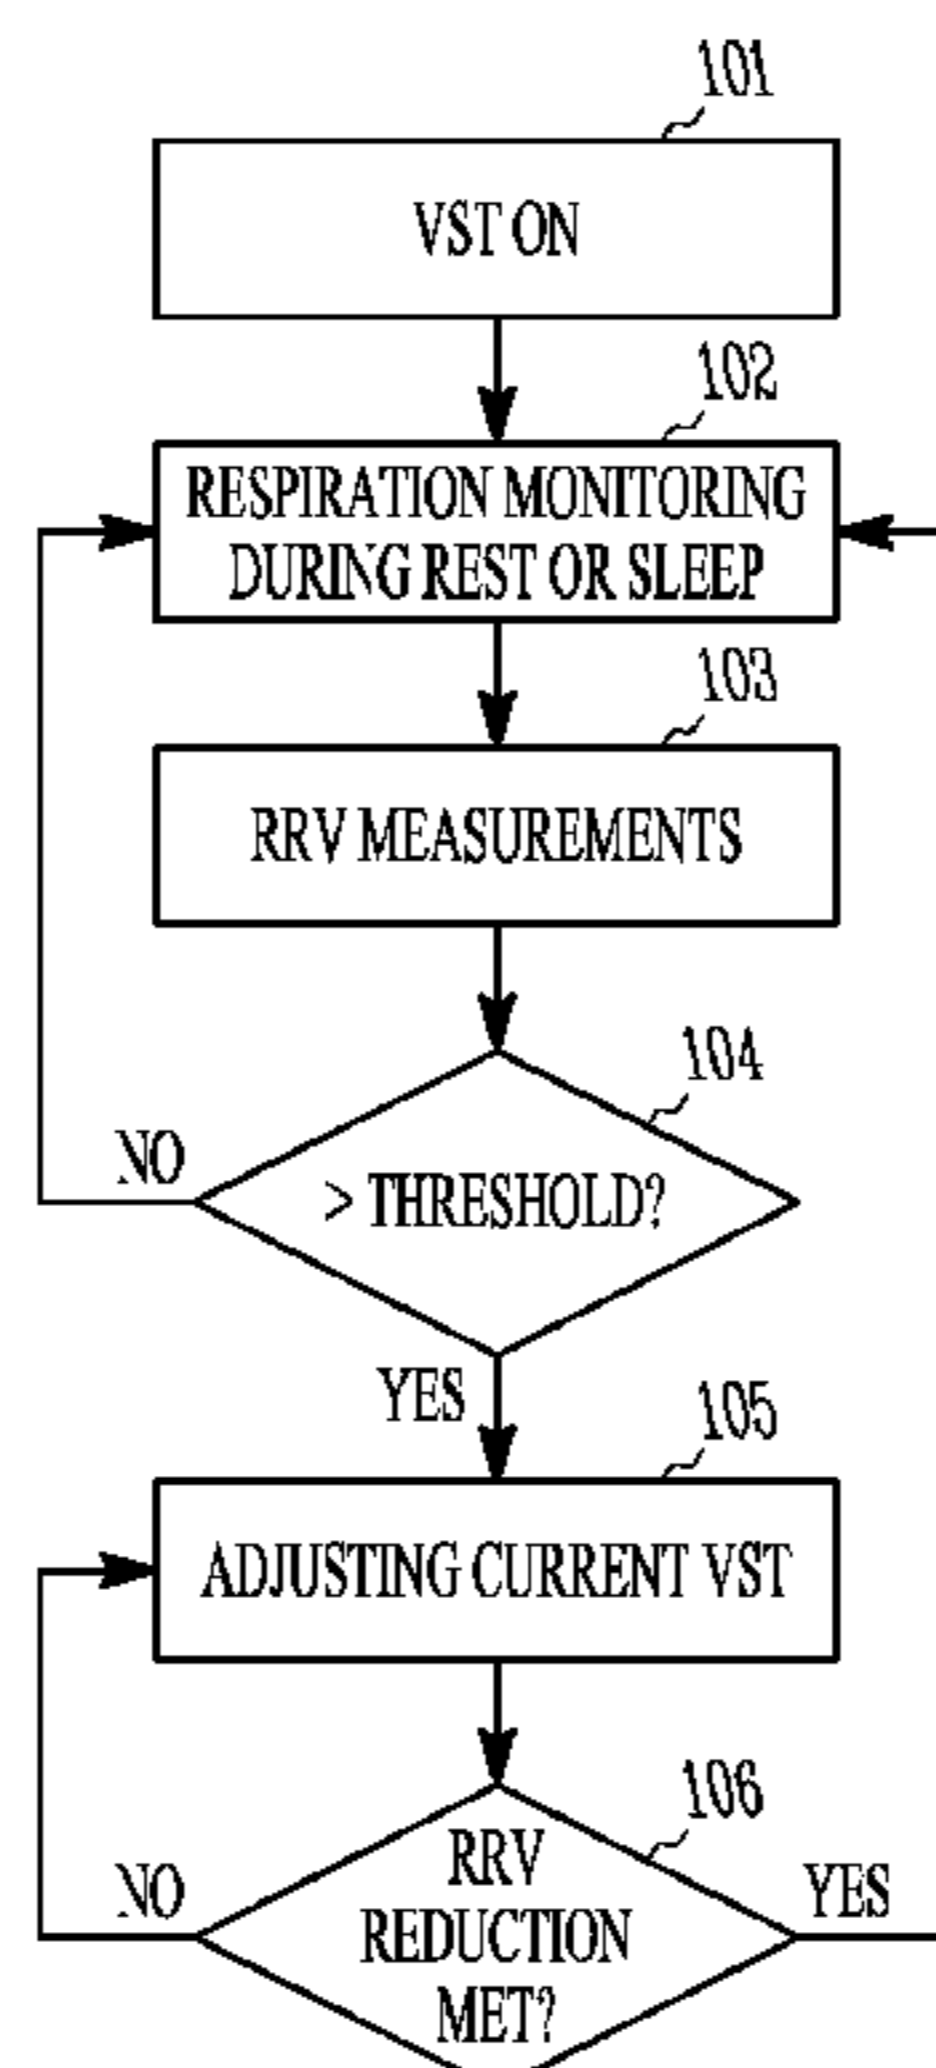 101
VST ON
102
RESPIRATION MONITORING
DURING REST OR SLEEP
103
RRV MEASUREMENTS
104
> THRESHOLD?
NO
YES
105
ADJUSTING CURRENT VST
106
RRV
REDUCTION
MET?
NO
YES